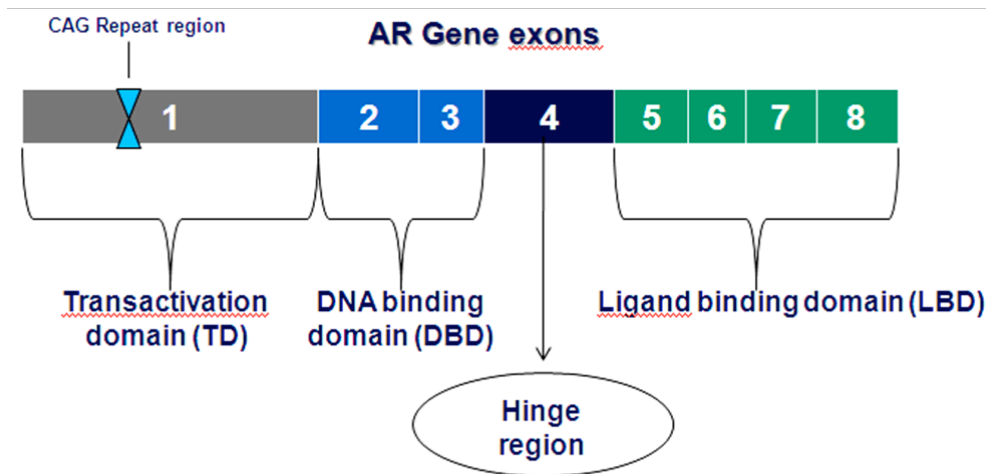 CAG Repeat region
AR Gene exons
1 2 3 4 5 6 7 8
Transactivation
domain (TD)
DNA binding
domain (DBD)
Ligand binding domain (LBD)
Hinge
region